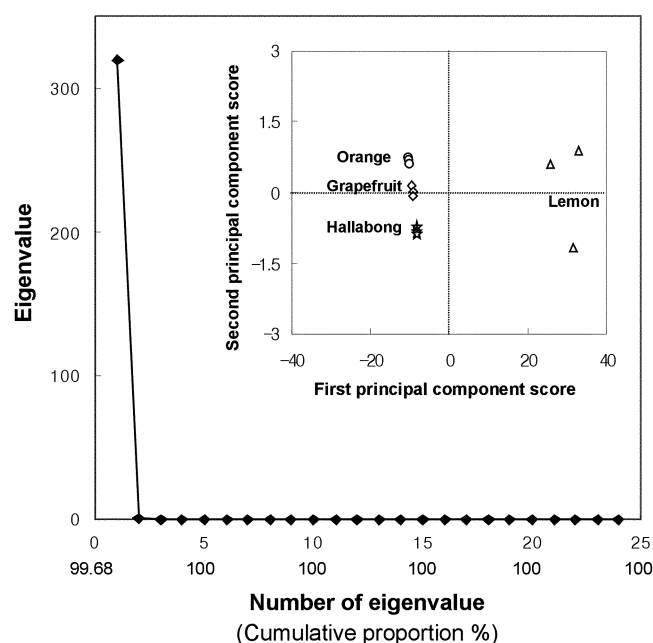 300
200
100
0
Eigenvalue
3
1.5
0
−1.5
−3
Second principal component score
Orange
Grapefruit
Hallabong
Lemon
−40 −20 0 20 40
First principal component score
0 5 10 15 20 25
99.68 100 100 100 100 100
Number of eigenvalue
(Cumulative proportion %)